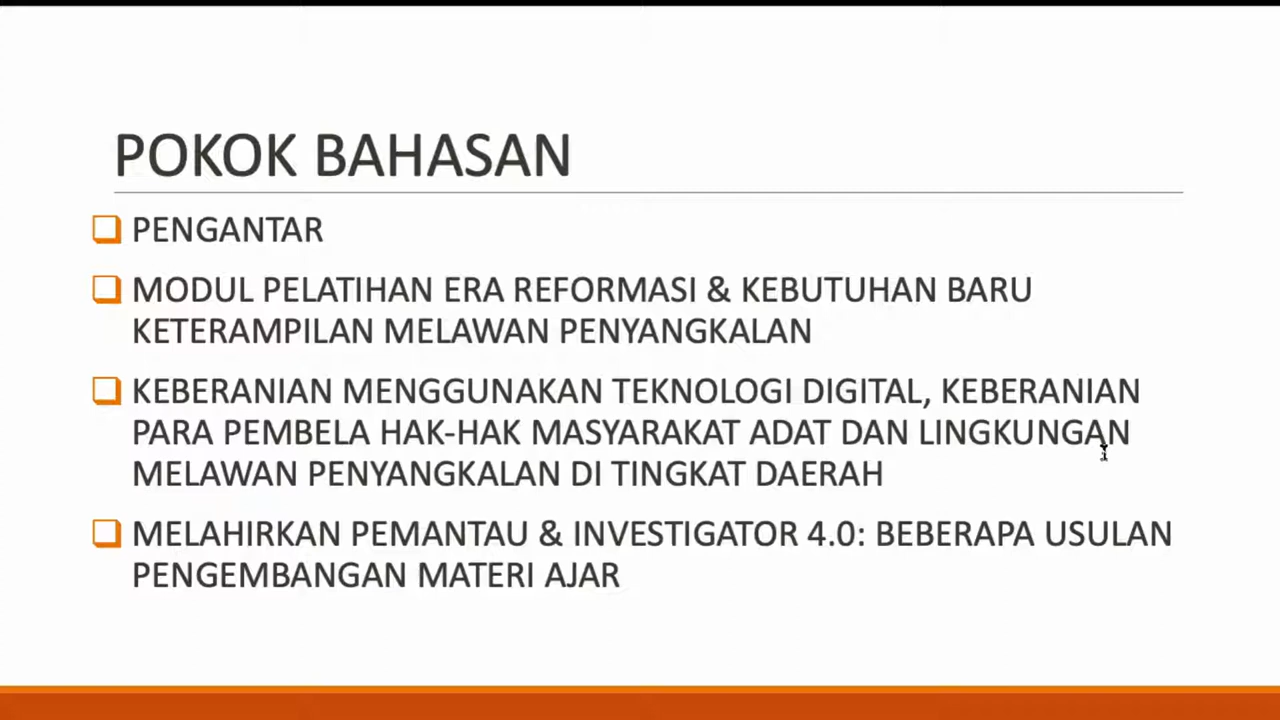 POKOK BAHASAN
PENGANTAR
MODUL PELATIHAN ERA REFORMASI & KEBUTUHAN BARU
KETERAMPILAN MELAWAN PENYANGKALAN
KEBERANIAN MENGGUNAKAN TEKNOLOGI DIGITAL, KEBERANIAN
PARA PEMBELA HAK-HAK MASYARAKAT ADAT DAN LINGKUNGAN
MELAWAN PENYANGKALAN DI TINGKAT DAERAH
MELAHIRKAN PEMANTAU & INVESTIGATOR 4.0: BEBERAPA USULAN
PENGEMBANGAN MATERI AJAR